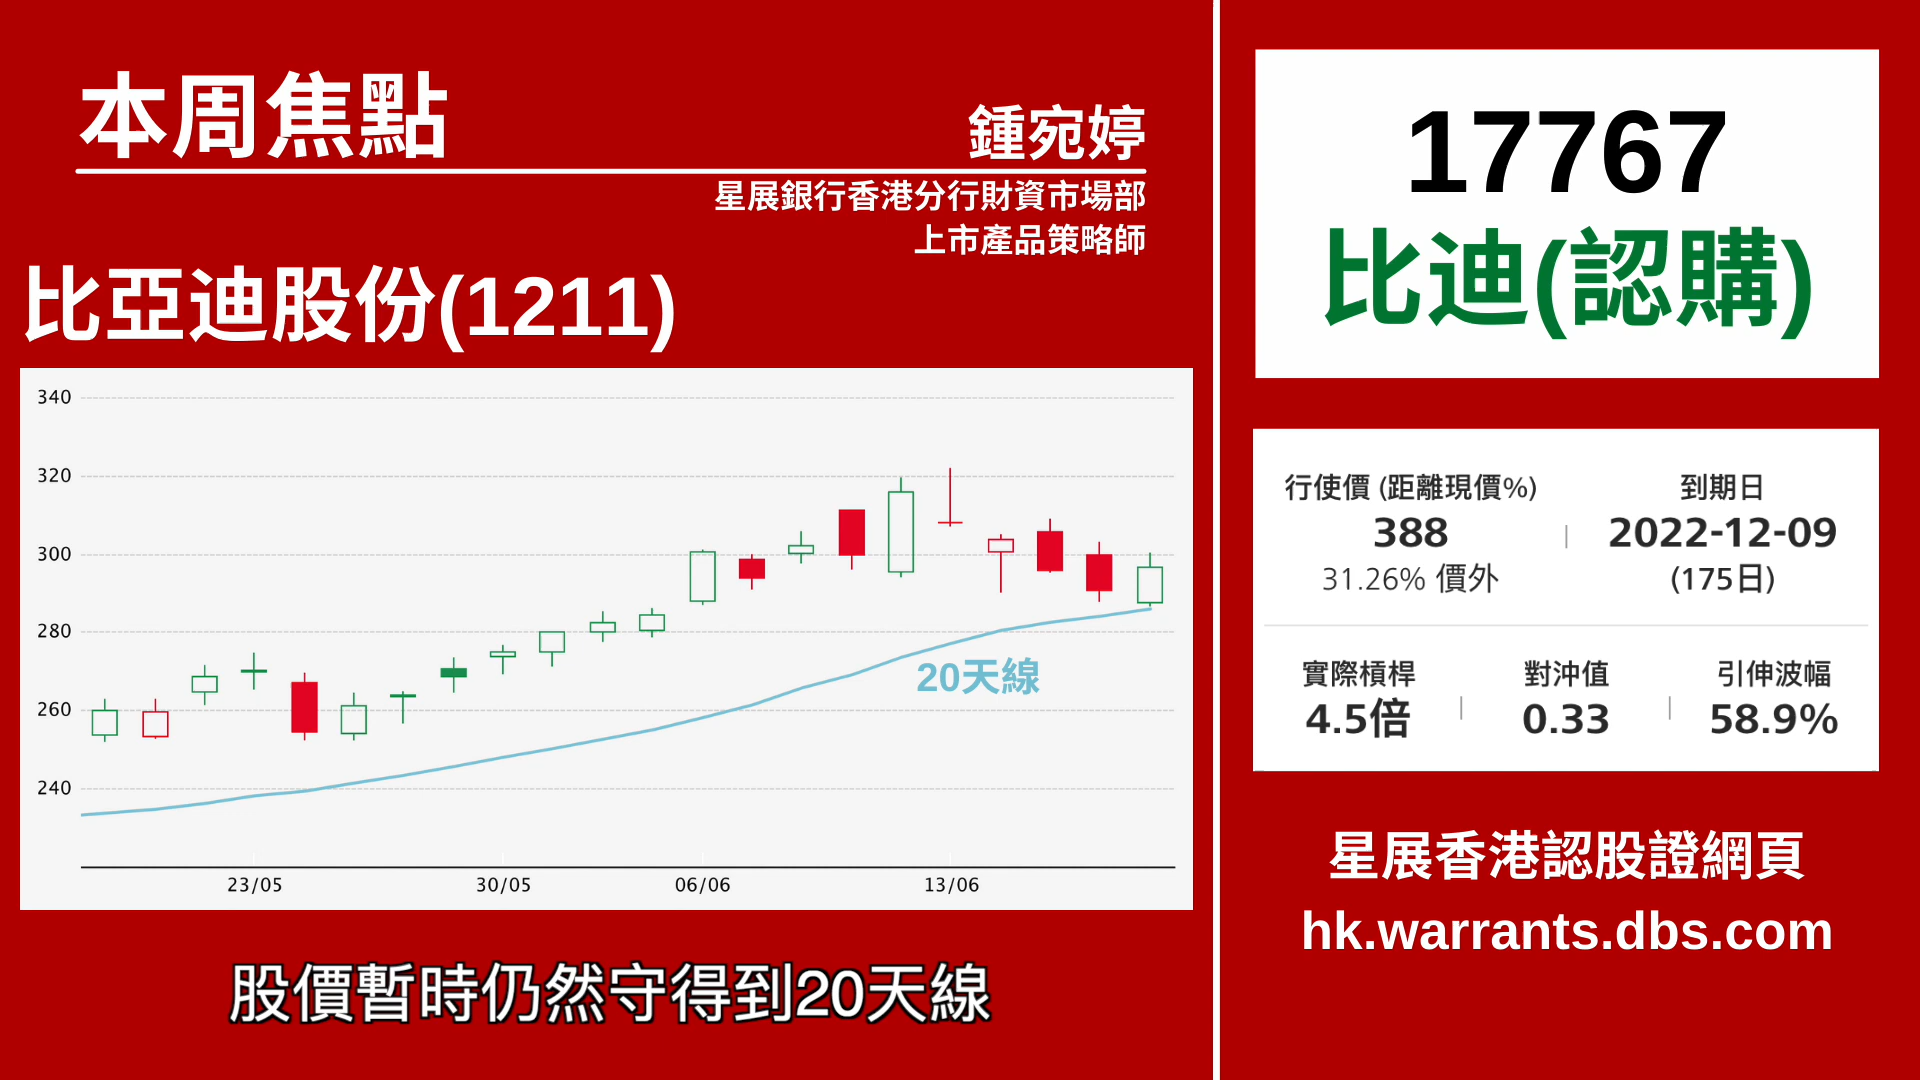 本周焦點
鍾宛婷
星展銀行香港分行財資市場部
上市產品策略師
比亞迪股份(1211)
340
320
300
280
260
240
20天線
23/05
30/05
06/06
13/06
股價暫時仍然守得到20天線
17767
比迪(認購)
行使價 (距離現價%)
388
31.26% 價外
到期日
2022-12-09
(175日)
實際槓桿
4.5倍
對沖值
0.33
引伸波幅
58.9%
星展香港認股證網頁
hk.warrants.dbs.com